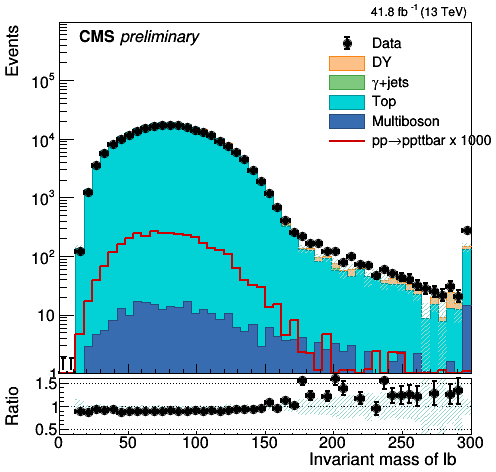 41.8 fb⁻¹ (13 TeV)
CMS preliminary
Events
Data
DY
γ+jets
Top
Multiboson
pp→ppttbar x 1000
10⁵
10⁴
10³
10²
10
1
Ratio
1.5
1
0.5
0 50 100 150 200 250 300
Invariant mass of lb